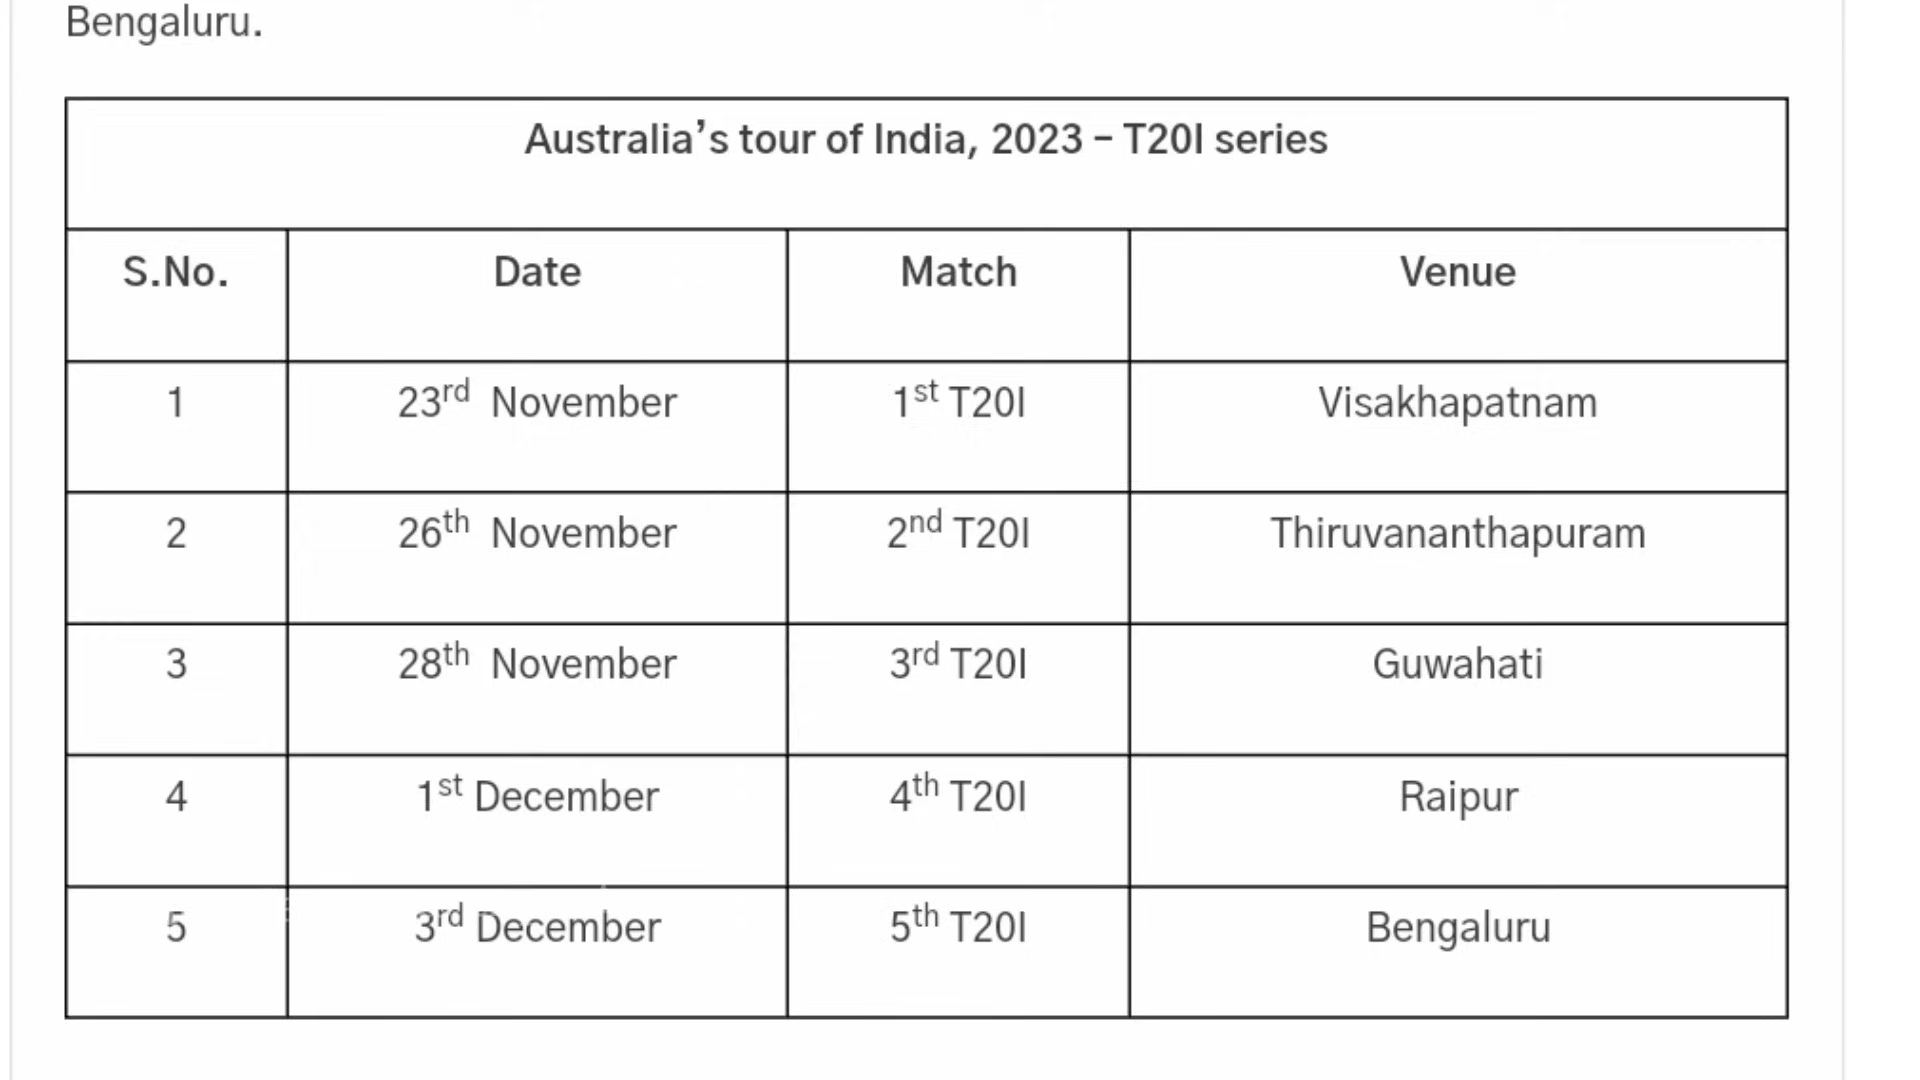 Bengaluru.
Australia’s tour of India, 2023 – T20I series
S.No. Date Match Venue
1 23rd November 1st T20I Visakhapatnam
2 26th November 2nd T20I Thiruvananthapuram
3 28th November 3rd T20I Guwahati
4 1st December 4th T20I Raipur
5 3rd December 5th T20I Bengaluru